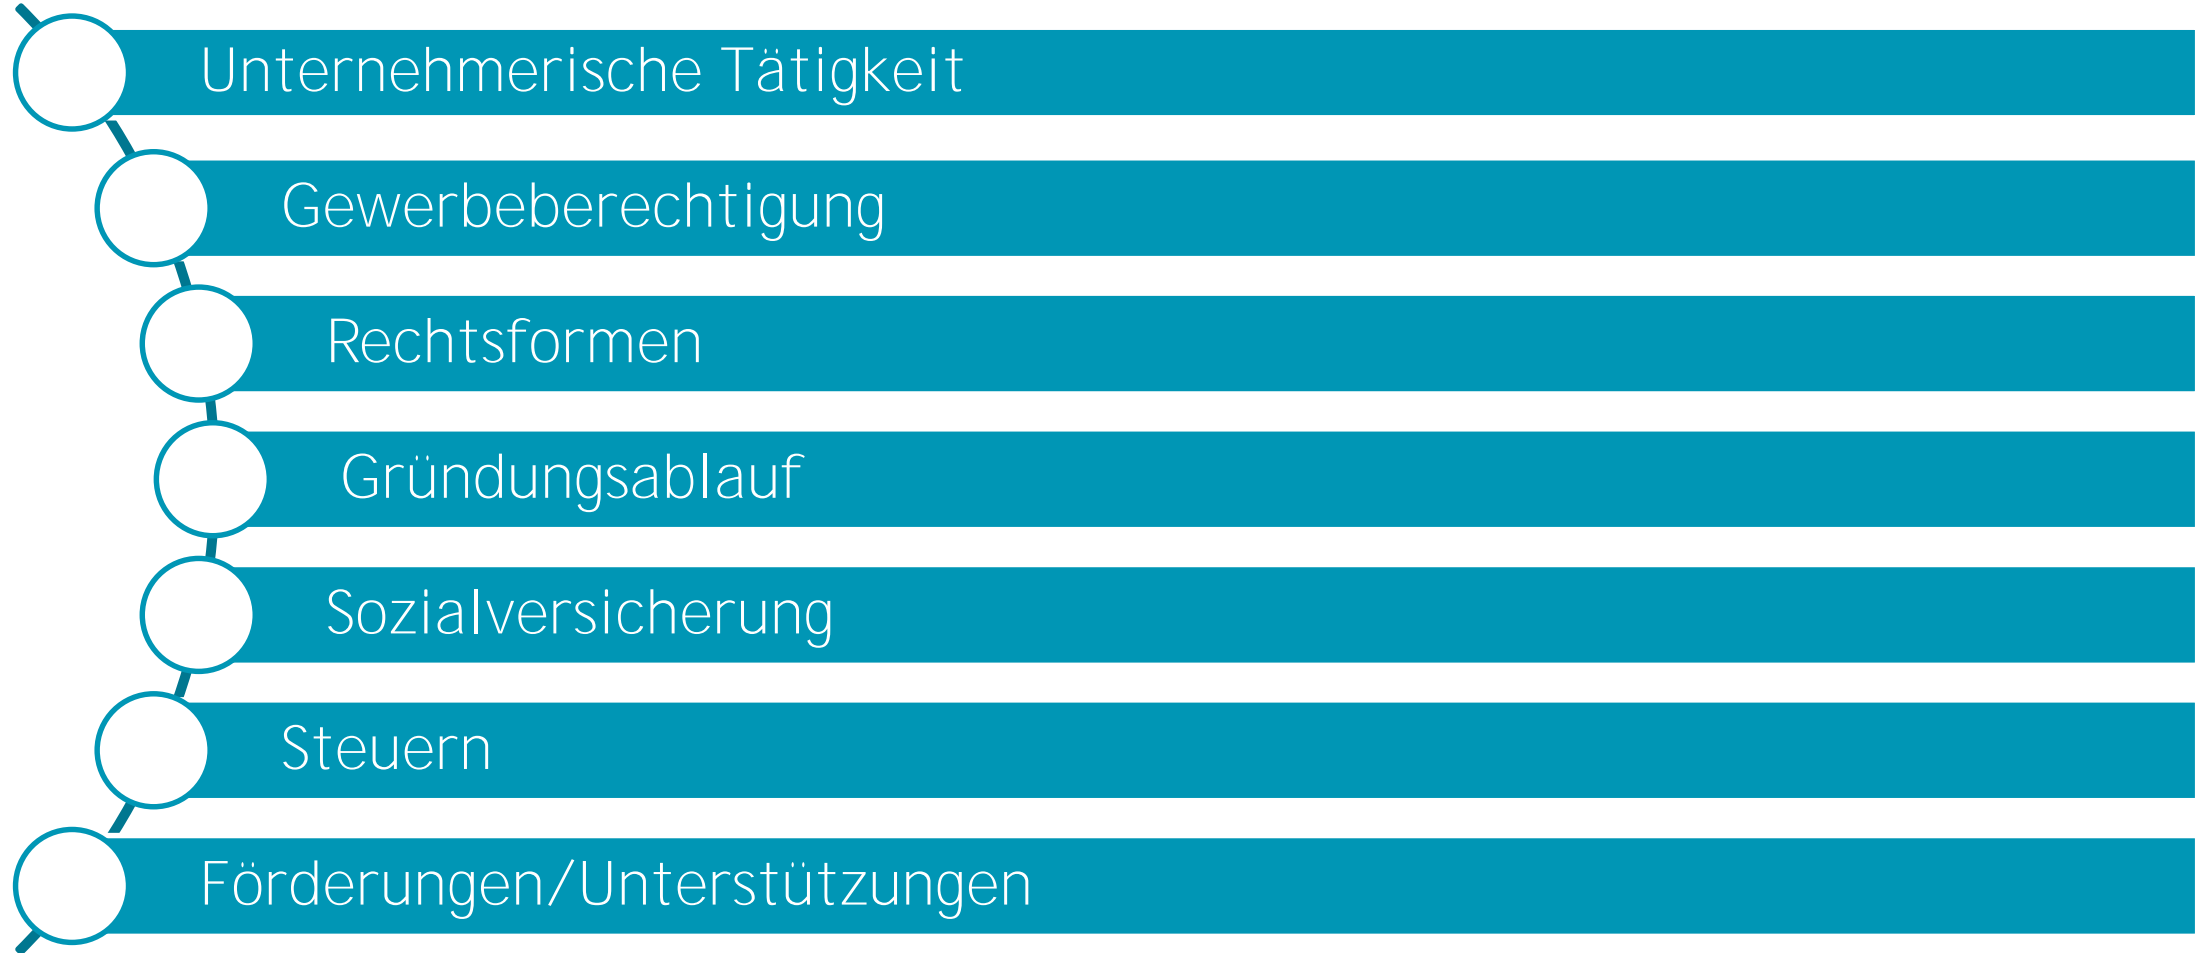 Unternehmerische Tätigkeit
Gewerbeberechtigung
Rechtsformen
Gründungsablauf
Sozialversicherung
Steuern
Förderungen/Unterstützungen